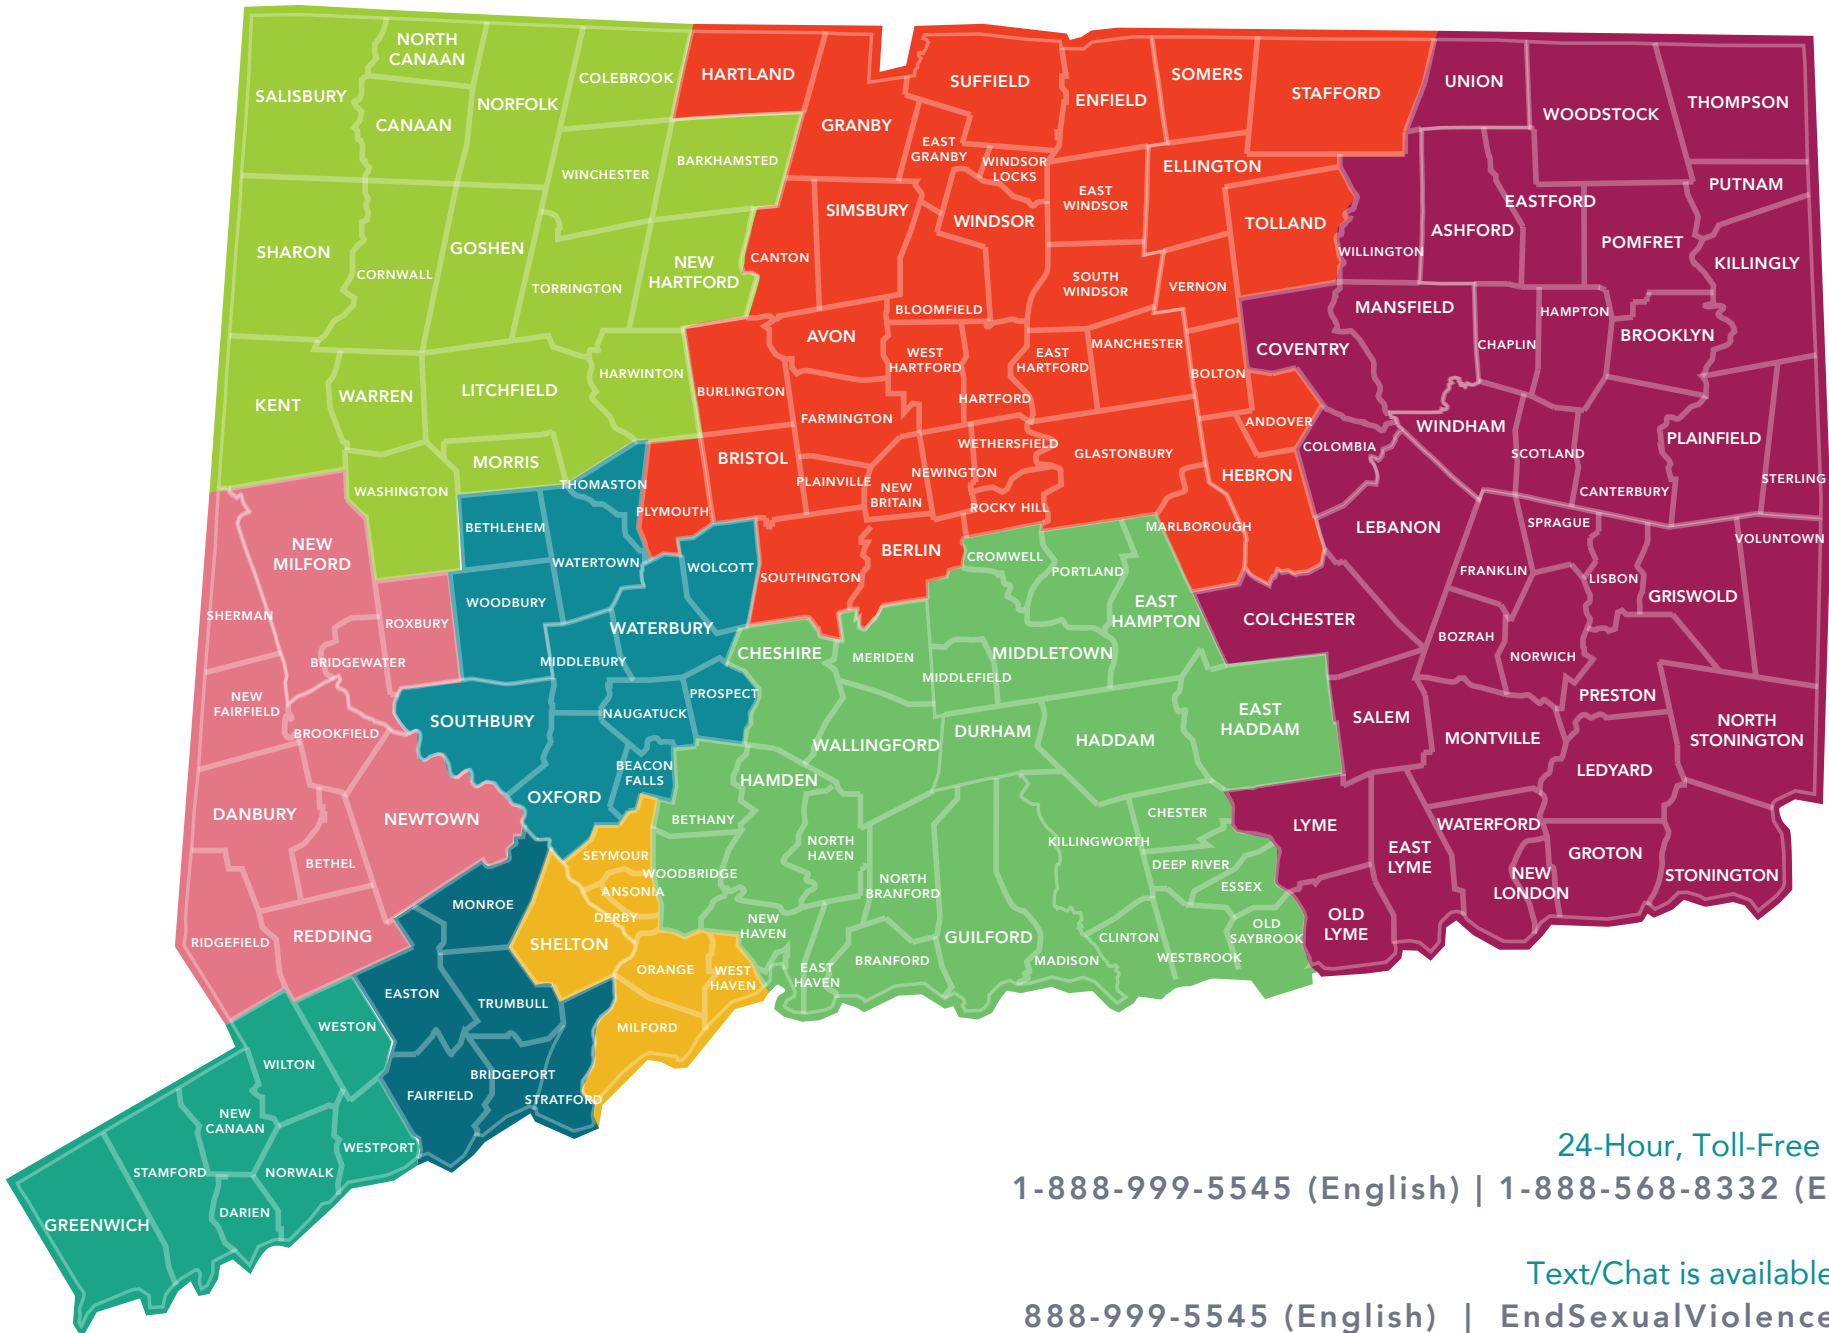 NORTH
CANAAN
SALISBURY
CANAAN
NORFOLK
COLEBROOK
HARTLAND
SUFFIELD
ENFIELD
SOMERS
STAFFORD
UNION
WOODSTOCK
THOMPSON
GRANBY
EAST
GRANBY
WINDSOR
LOCKS
WINCHESTER
BARKHAMSTED
ELLINGTON
EAST
WINDSOR
PUTNAM
SHARON
CORNWALL
GOSHEN
TORRINGTON
NEW
HARTFORD
CANTON
SIMSBURY
WINDSOR
TOLLAND
WILLINGTON
ASHFORD
EASTFORD
POMFRET
KILLINGLY
BLOOMFIELD
SOUTH
WINDSOR
VERNON
COVENTRY
MANSFIELD
CHAPLIN
HAMPTON
BROOKLYN
KENT
WARREN
LITCHFIELD
HARWINTON
BURLINGTON
AVON
WEST
HARTFORD
HARTFORD
EAST
HARTFORD
MANCHESTER
BOLTON
ANDOVER
FARMINGTON
WETHERSFIELD
GLASTONBURY
HEBRON
COLOMBIA
WINDHAM
SCOTLAND
CANTERBURY
PLAINFIELD
STERLING
WASHINGTON
MORRIS
THOMASTON
PLYMOUTH
BRISTOL
PLAINVILLE
NEW
BRITAIN
NEWINGTON
ROCKY HILL
MARLBOROUGH
LEBANON
SPRAGUE
VOLUNTOWN
NEW
MILFORD
BETHLEHEM
WATERTOWN
WOLCOTT
SOUTHINGTON
BERLIN
CROMWELL
PORTLAND
EAST
HAMPTON
COLCHESTER
FRANKLIN
LISBON
GRISWOLD
SHERMAN
ROXBURY
BRIDGEWATER
WOODBURY
WATERBURY
MIDDLEBURY
CHESHIRE
MERIDEN
MIDDLEFIELD
MIDDLETOWN
BOZRAH
NORWICH
PRESTON
NEW
FAIRFIELD
BROOKFIELD
SOUTHBURY
NAUGATUCK
PROSPECT
WALLINGFORD
DURHAM
HADDAM
EAST
HADDAM
SALEM
MONTVILLE
NORTH
STONINGTON
LEDYARD
DANBURY
NEWTOWN
BETHEL
OXFORD
BEACON
FALLS
BETHANY
HAMDEN
NORTH
HAVEN
KILLINGWORTH
CHESTER
LYME
EAST
LYME
WATERFORD
NEW
LONDON
GROTON
STONINGTON
SEYMOUR
ANSONIA
DERBY
WOODBRIDGE
NORTH
BRANFORD
DEEP RIVER
ESSEX
RIDGEFIELD
REDDING
MONROE
SHELTON
NEW
HAVEN
EAST
HAVEN
BRANFORD
GUILFORD
MADISON
CLINTON
WESTBROOK
OLD
SAYBROOK
OLD
LYME
EASTON
TRUMBULL
ORANGE
WEST
HAVEN
MILFORD
WESTON
WILTON
FAIRFIELD
BRIDGEPORT
STRATFORD
NEW
CANAAN
STAMFORD
NORWALK
WESTPORT
DARIEN
GREENWICH
24-Hour, Toll-Free
1-888-999-5545 (English) | 1-888-568-8332 (E
Text/Chat is available
888-999-5545 (English) | EndSexualViolence